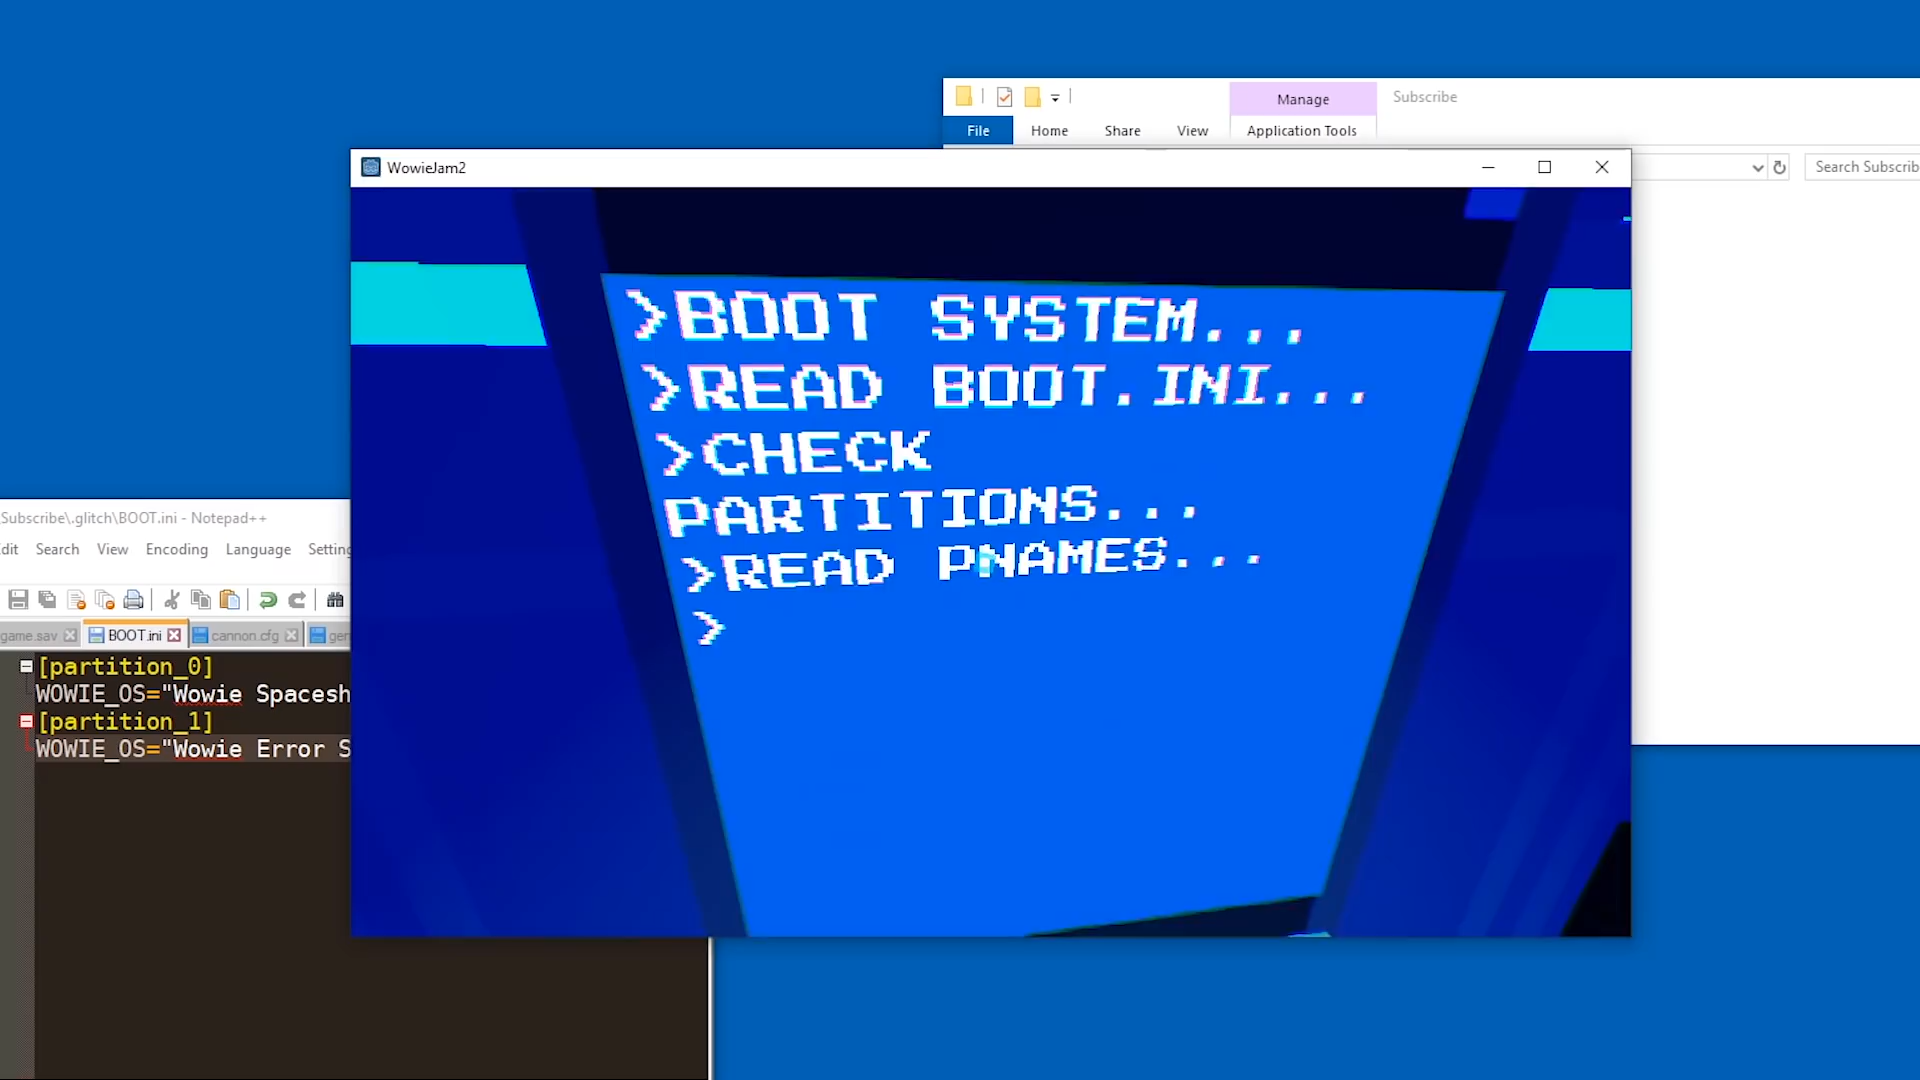 Manage
Subscribe
File
Home
Share
View
Application Tools
WowieJam2
Search Subscrib
>BOOT SYSTEM...
>READ BOOT.INI...
>CHECK
PARTITIONS...
>READ PNAMES...
>
Subscribe\.glitch\BOOT.ini - Notepad++
dit Search View Encoding Language Setting
game.sav BOOT.ini cannon.cfg ger
[partition_0]
WOWIE_OS="Wowie Spacesh
[partition_1]
WOWIE_OS="Wowie Error S